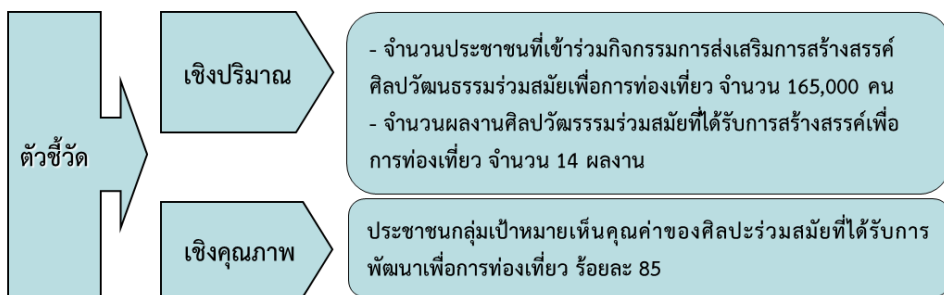 ตัวชี้วัด
เชิงปริมาณ
- จำนวนประชาชนที่เข้าร่วมกิจกรรมการส่งเสริมการสร้างสรรค์
ศิลปวัฒนธรรมร่วมสมัยเพื่อการท่องเที่ยว จำนวน 165,000 คน
- จำนวนผลงานศิลปวัฒรรรมร่วมสมัยที่ได้รับการสร้างสรรค์เพื่อ
การท่องเที่ยว จำนวน 14 ผลงาน
เชิงคุณภาพ
ประชาชนกลุ่มเป้าหมายเห็นคุณค่าของศิลปะร่วมสมัยที่ได้รับการ
พัฒนาเพื่อการท่องเที่ยว ร้อยละ 85